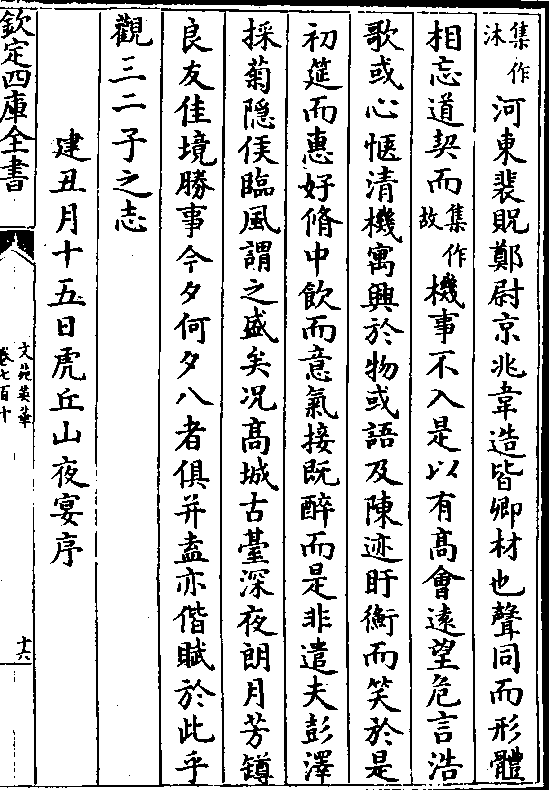 集作
沐
河東裴貺鄭尉京兆韋造皆卿材也聲同而形體
相忘道契而集作故機事不入是以有髙會遠望危言浩
歌或心愜清機寓興於物或語及陳迹盱衡而笑於是
初筵而惠好脩中飲而意氣接既醉而是非遣夫彭澤
採菊隠侯臨風謂之盛矣况髙城古臺深夜朗月芳罇
良友佳境勝事今夕何夕八者俱并盍亦偕賦於此乎
觀三二子之志
建丑月十五日虎丘山夜宴序
欽定四庫全書
文苑英華
卷七百十
十六